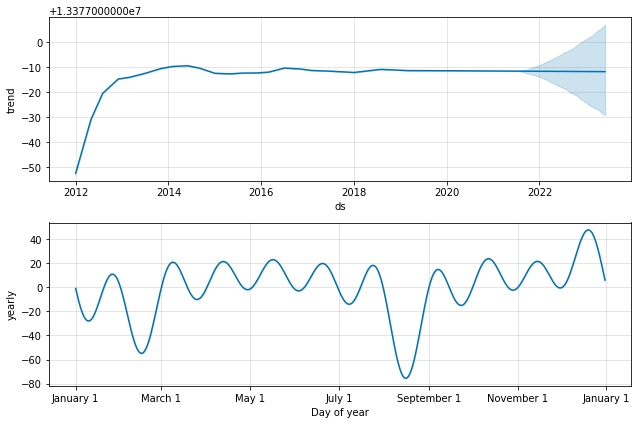 +1.3377000000e7
0
−10
−20
−30
−40
−50
trend
2012 2014 2016 2018 2020 2022
ds
40
20
0
−20
−40
−60
−80
yearly
January 1 March 1 May 1 July 1 September 1 November 1 January 1
Day of year